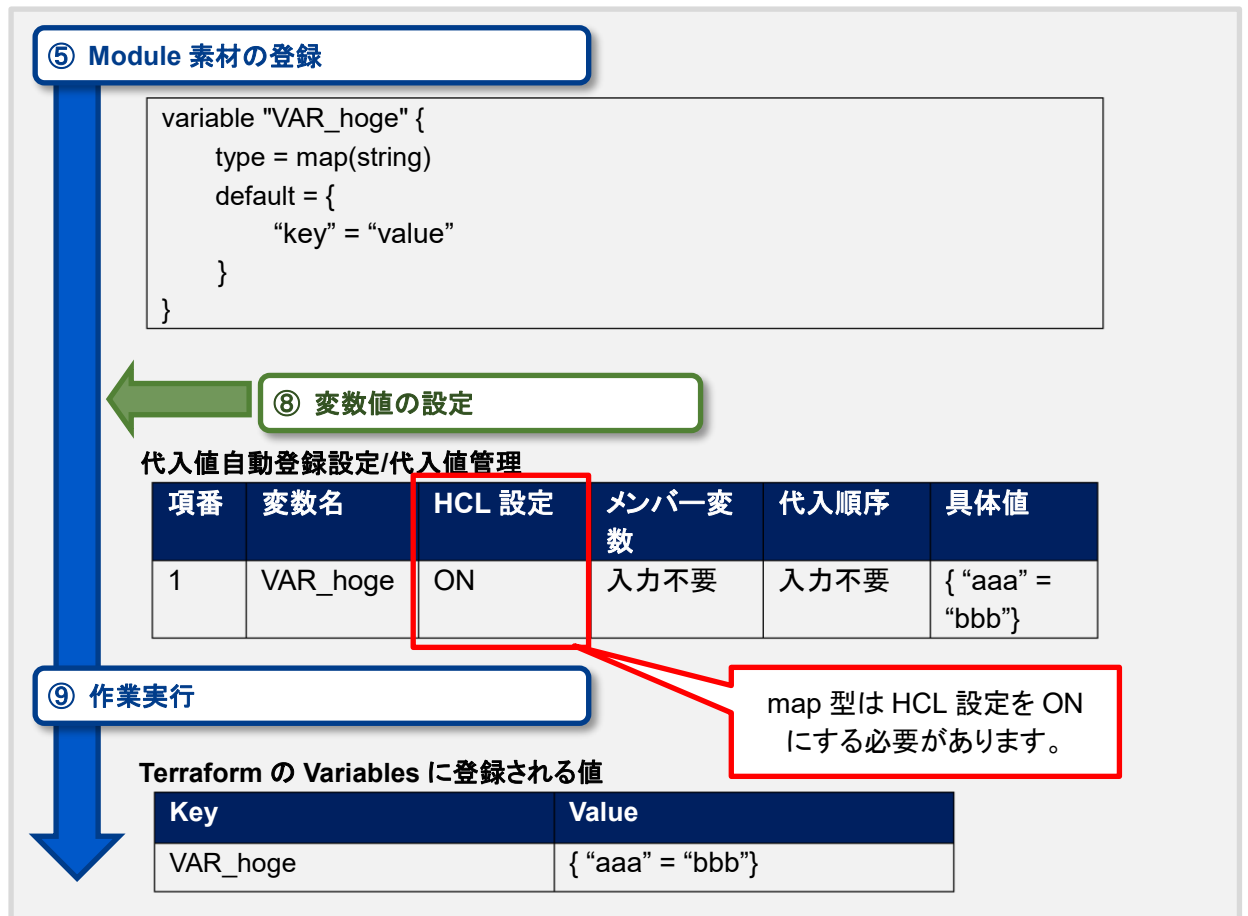 ⑤ Module 素材の登録
variable "VAR_hoge" {
type = map(string)
default = {
“key” = “value”
}
}
⑧ 変数値の設定
代入値自動登録設定/代入値管理
項番 変数名 HCL 設定 メンバー変 代入順序 具体値
数
1 VAR_hoge ON 入力不要 入力不要 { “aaa” =
“bbb”}
⑨ 作業実行
map 型は HCL 設定を ON
にする必要があります。
Terraform の Variables に登録される値
Key Value
VAR_hoge { “aaa” = “bbb”}